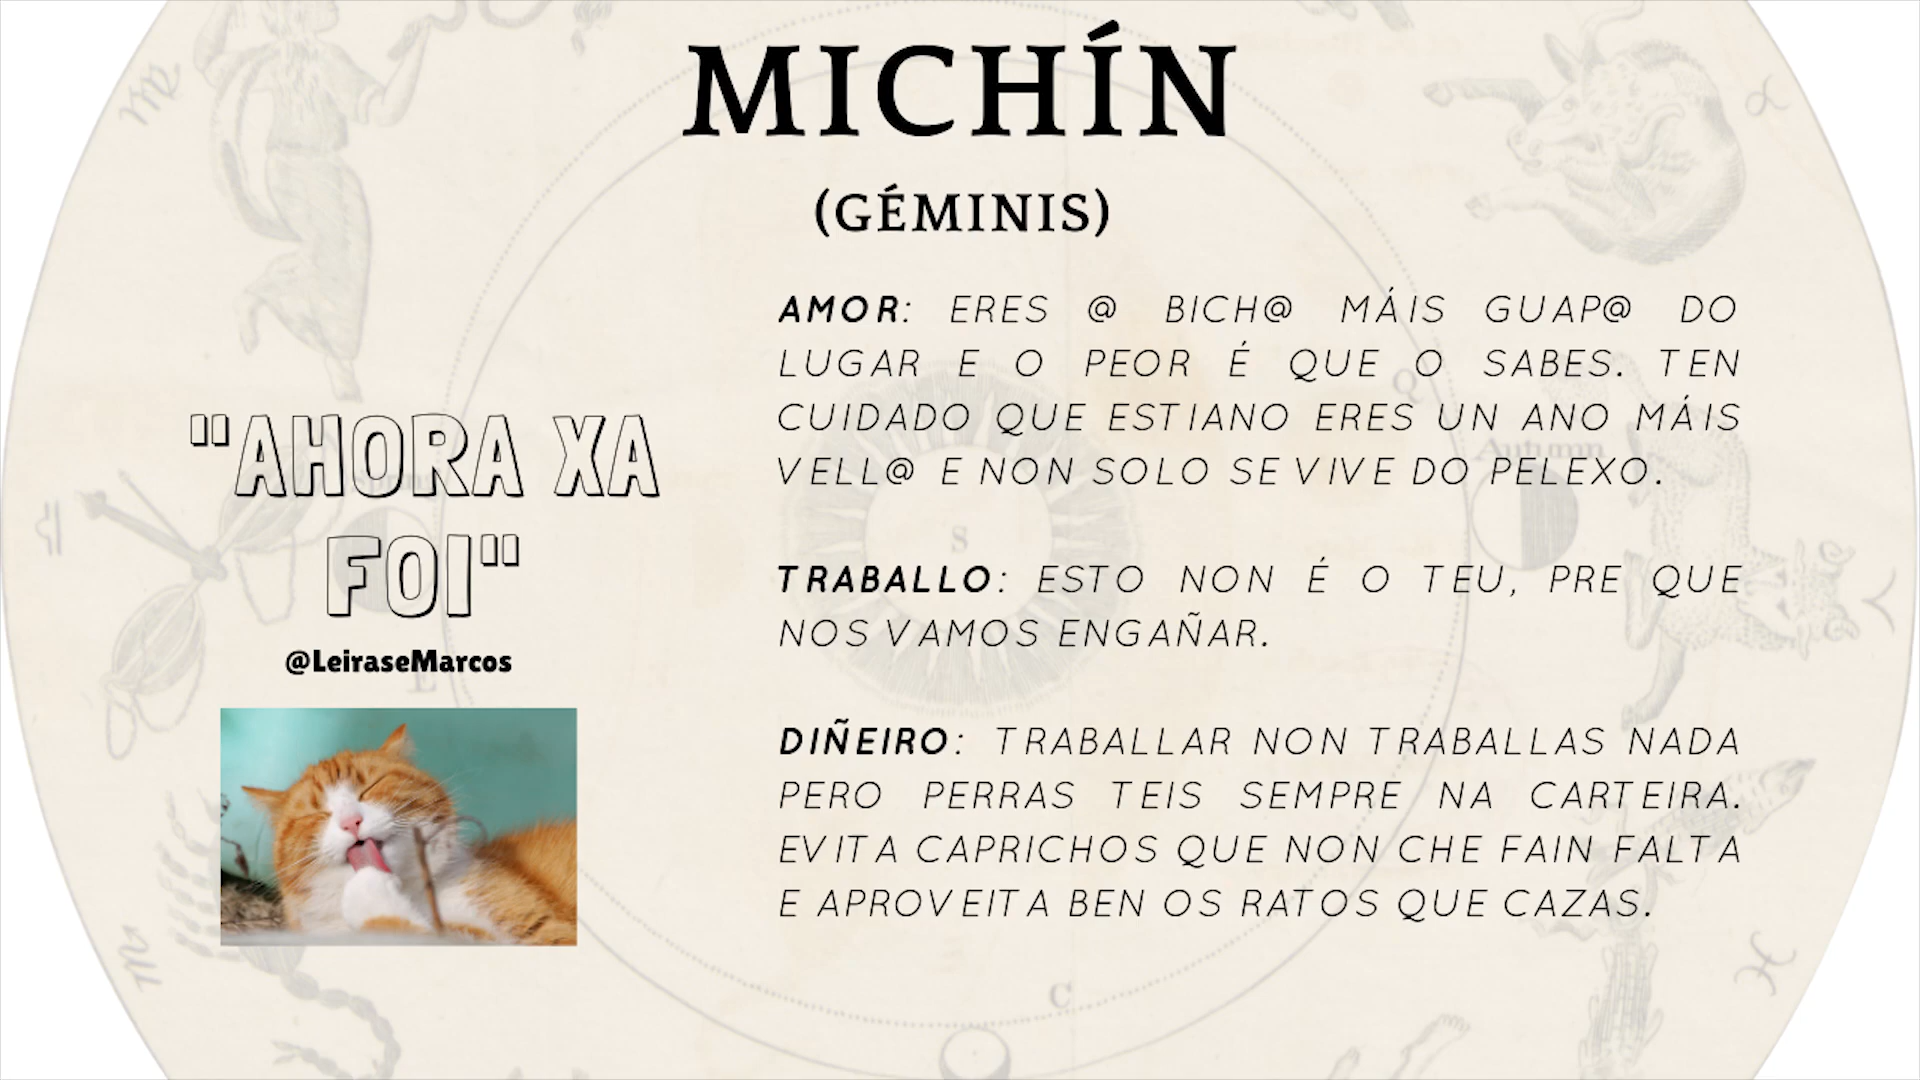 MICHÍN
(GÉMINIS)
"AHORA XA
FOI"
@LeiraseMarcos
AMOR: ERES @ BICH@ MÁIS GUAP@ DO
LUGAR E O PEOR É QUE O SABES. TEN
CUIDADO QUE ESTIANO ERES UN ANO MÁIS
VELL@ E NON SOLO SE VIVE DO PELEXO.
TRABALLO: ESTO NON É O TEU, PRE QUE
NOS VAMOS ENGAÑAR.
DIÑEIRO: TRABALLAR NON TRABALLAS NADA
PERO PERRAS TEIS SEMPRE NA CARTEIRA.
EVITA CAPRICHOS QUE NON CHE FAIN FALTA
E APROVEITA BEN OS RATOS QUE CAZAS.
Autumn
S
Q
E
C